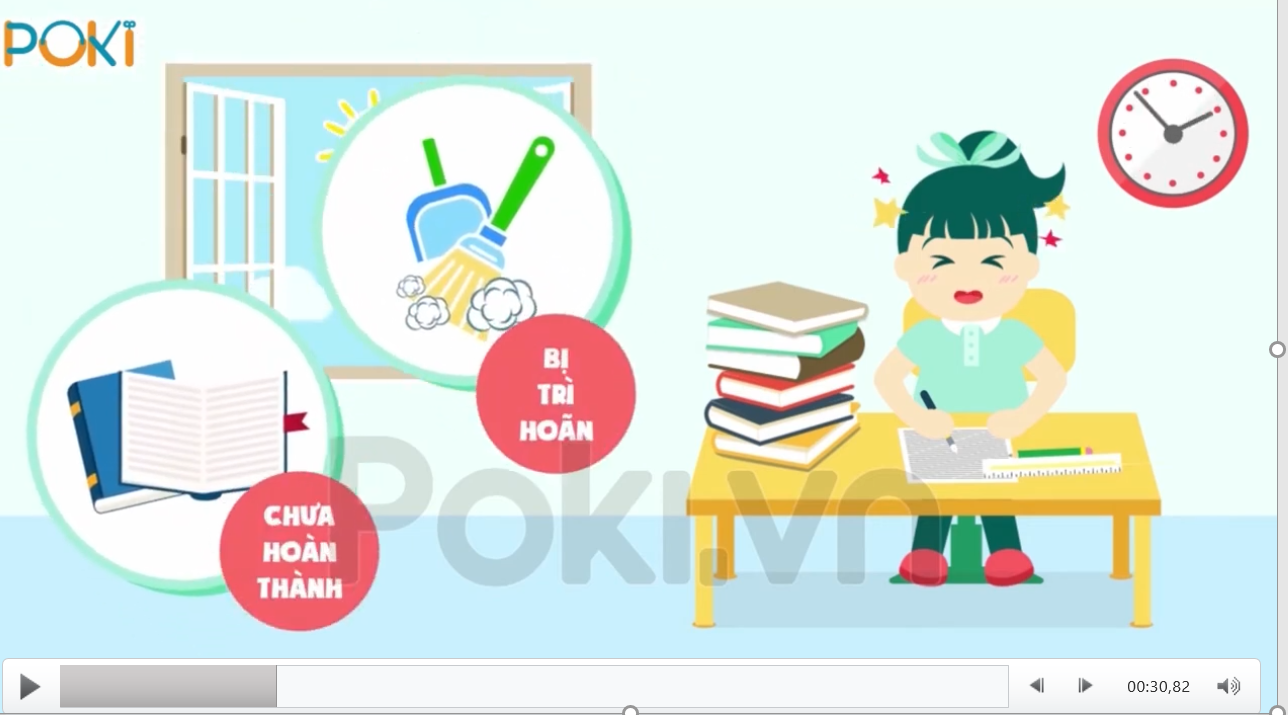 POKI
BỊ
TRÌ
HOÃN
CHƯA
HOÀN
THÀNH
Poki.vn
00:30,82